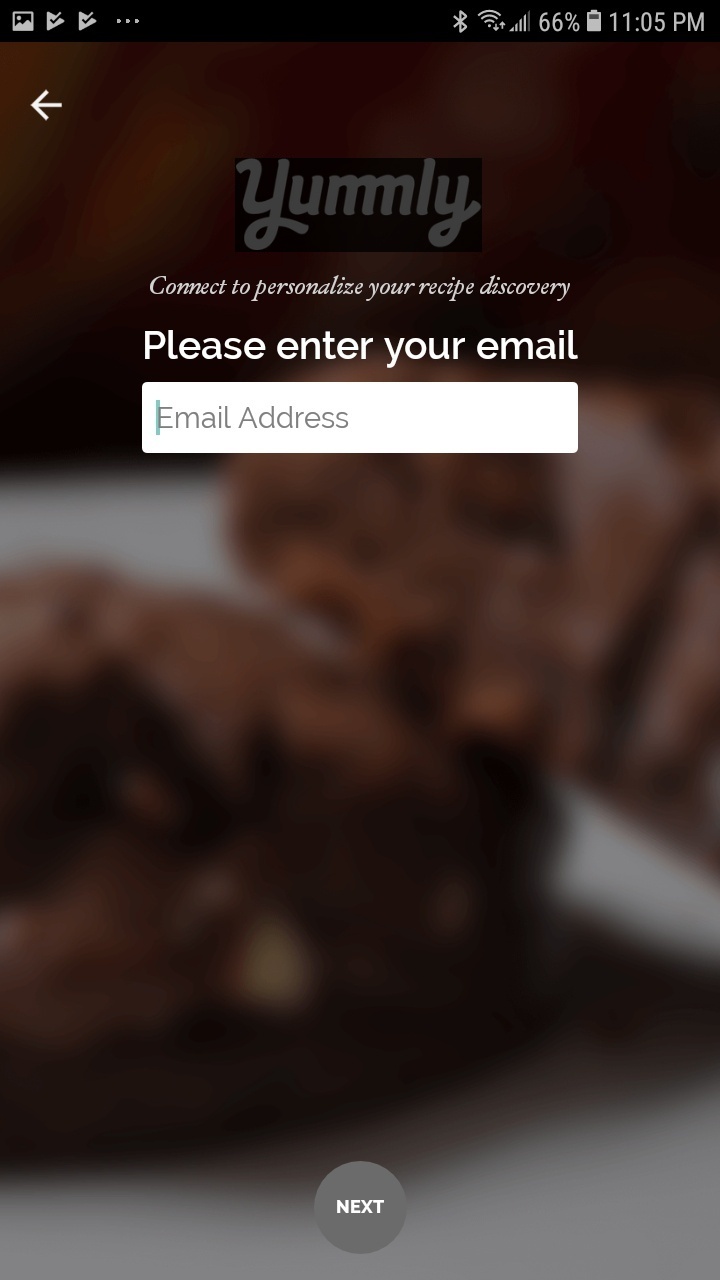 66% 11:05 PM
Yummly
Connect to personalize your recipe discovery
Please enter your email
Email Address
NEXT